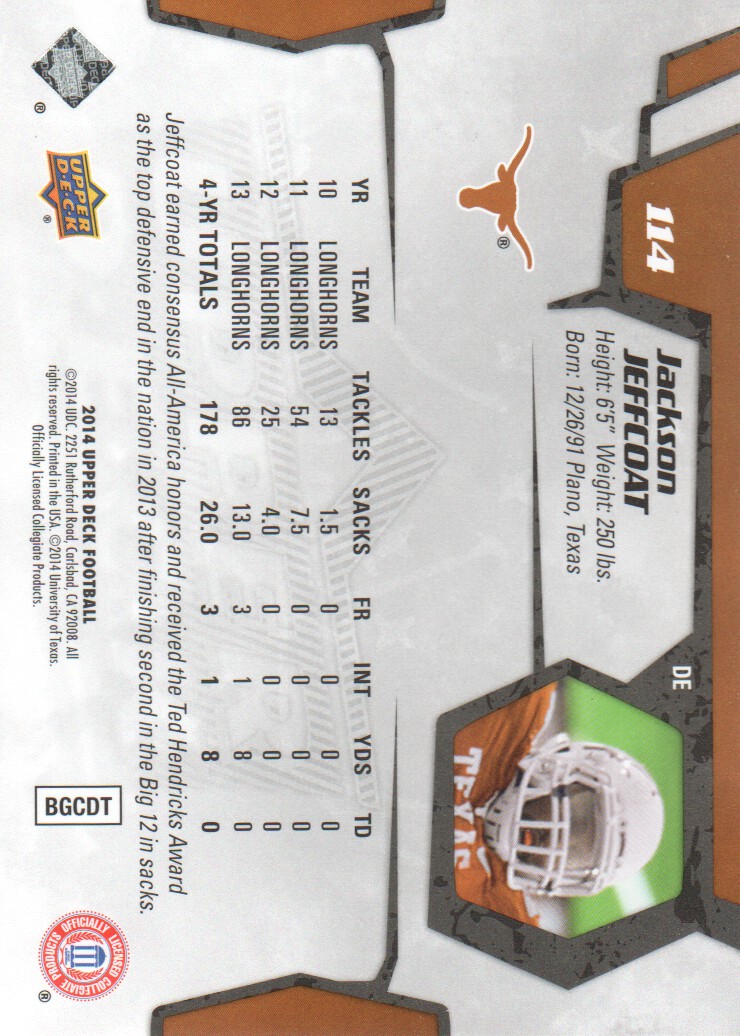 114
Jackson
JEFFCOAT
Height: 6'5" Weight: 250 lbs.
Born: 12/26/91 Plano, Texas
DE
TEXAS
®
YR TEAM TACKLES SACKS FR INT YDS TD
10 LONGHORNS 13 1.5 0 0 0 0
11 LONGHORNS 54 7.5 0 0 0 0
12 LONGHORNS 25 4.0 0 0 0 0
13 LONGHORNS 86 13.0 3 1 8 0
4-YR TOTALS 178 26.0 3 1 8 0
Jeffcoat earned consensus All-America honors and received the Ted Hendricks Award
as the top defensive end in the nation in 2013 after finishing second in the Big 12 in sacks.
®
UPPER
D·E·C·K
®
2014 UPPER DECK FOOTBALL
©2014 UDC. 2251 Rutherford Road, Carlsbad, CA 92008. All
rights reserved. Printed in the USA. ©2014 University of Texas.
Officially Licensed Collegiate Products.
BGCDT
OFFICIALLY LICENSED
COLLEGIATE PRODUCTS
®